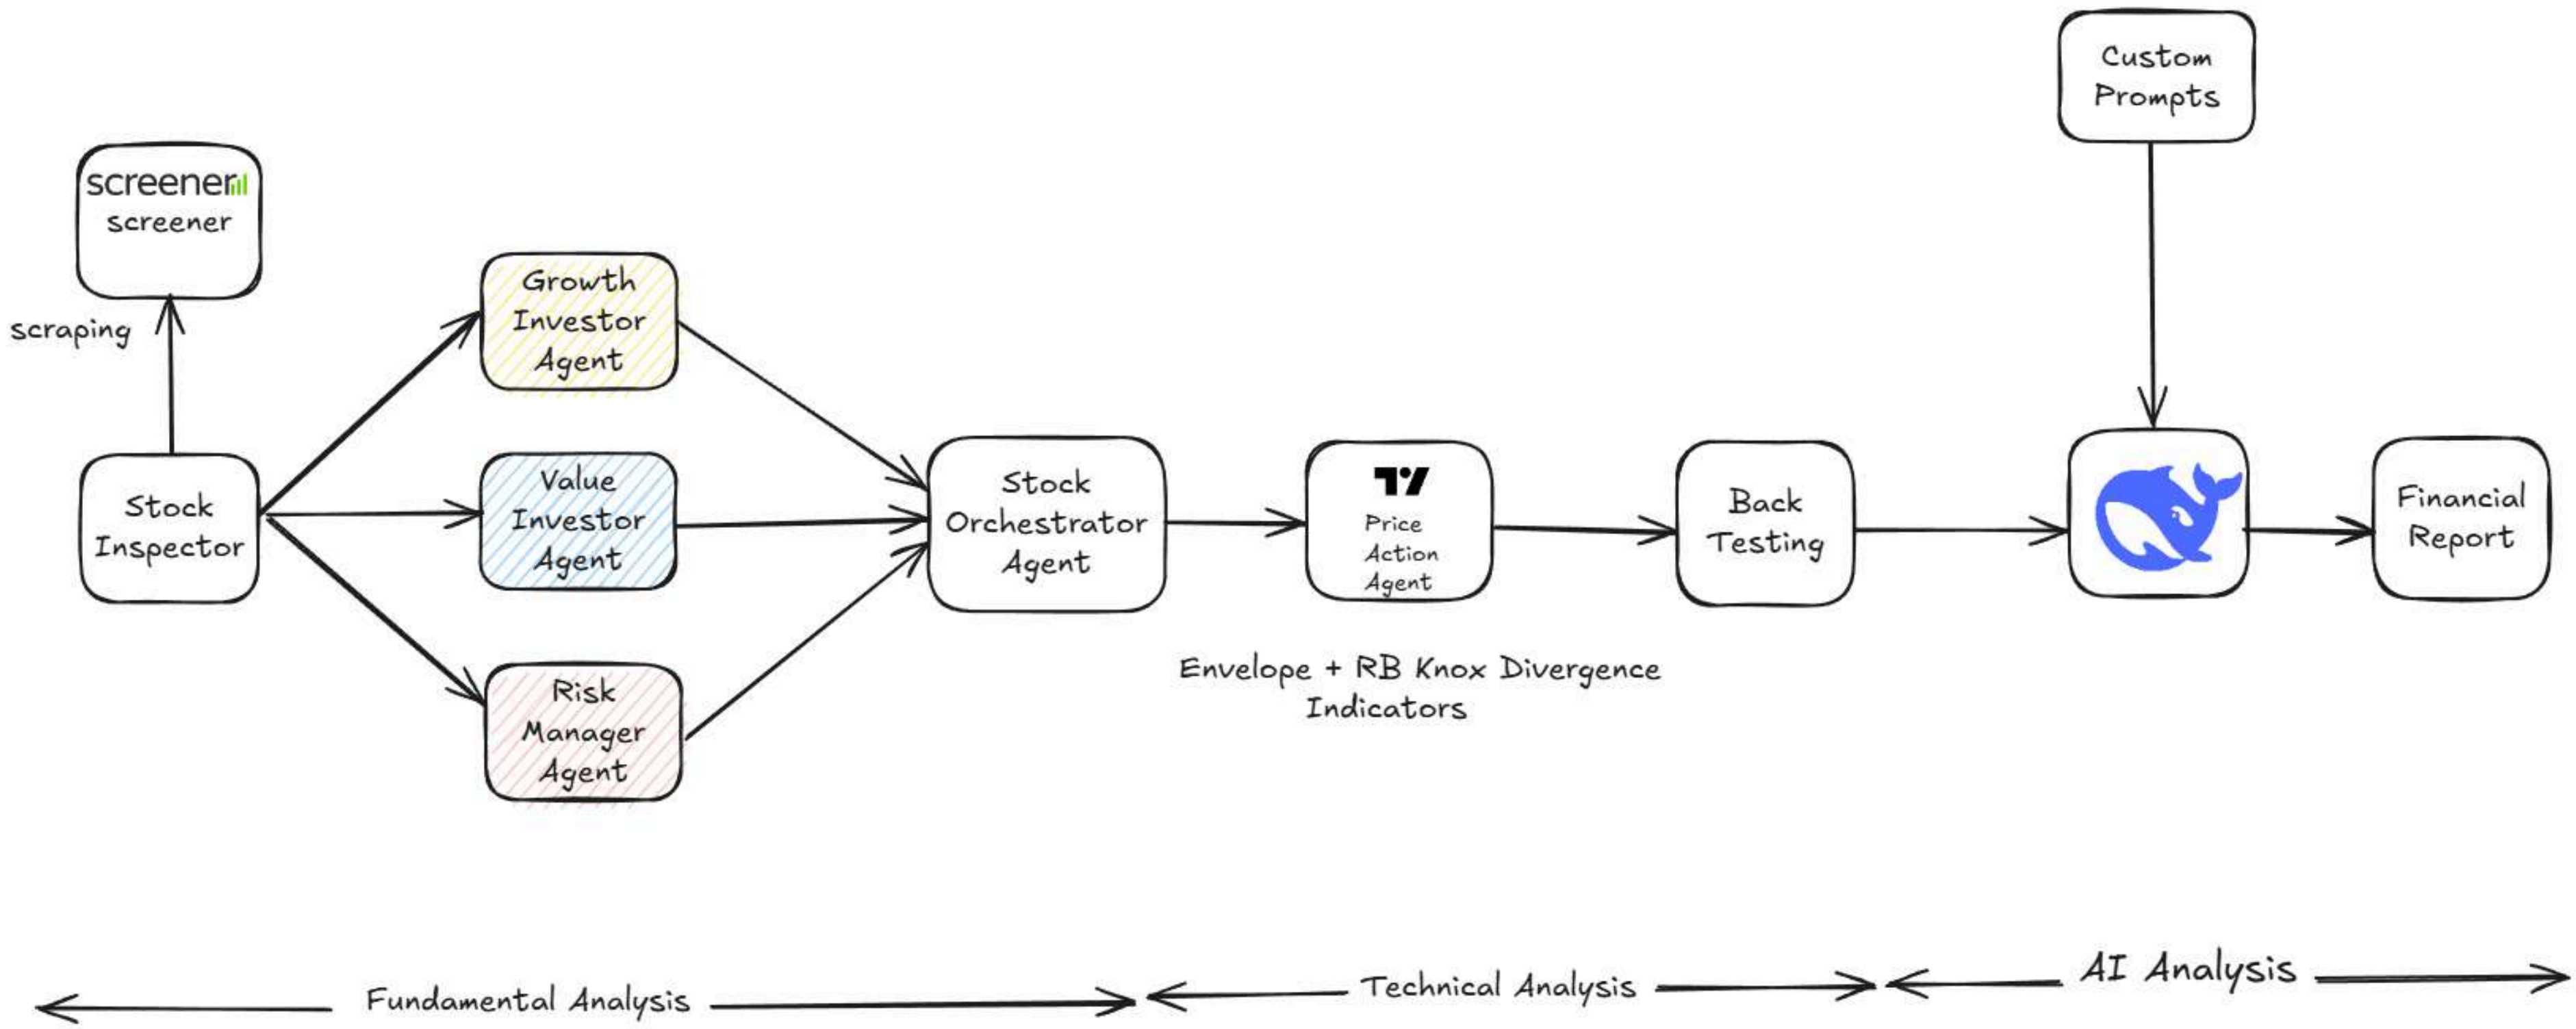 Custom
Prompts
screener
screener
scraping
Growth
Investor
Agent
Stock
Inspector
Value
Investor
Agent
Risk
Manager
Agent
Stock
Orchestrator
Agent
Price
Action
Agent
Envelope + RB Knox Divergence
Indicators
Back
Testing
Financial
Report
Fundamental Analysis
Technical Analysis
AI Analysis